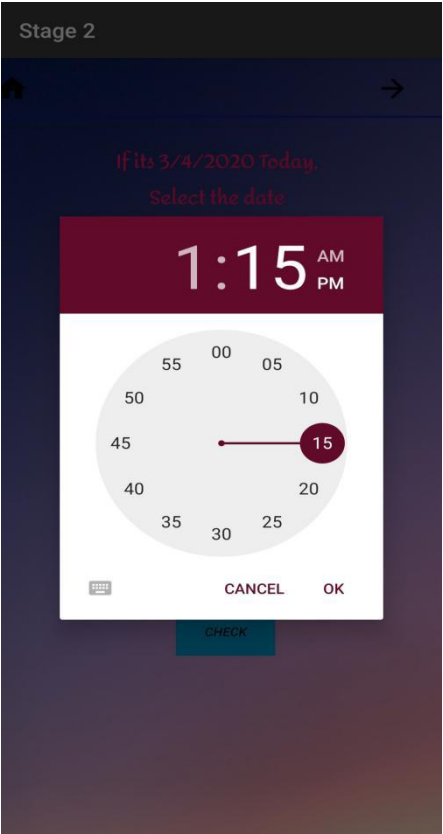 Stage 2
If its 3/4/2020 Today.
Select the date
1:15 AM
PM
00
55 05
50 10
45 15
40 20
35 25
30
CANCEL OK
CHECK